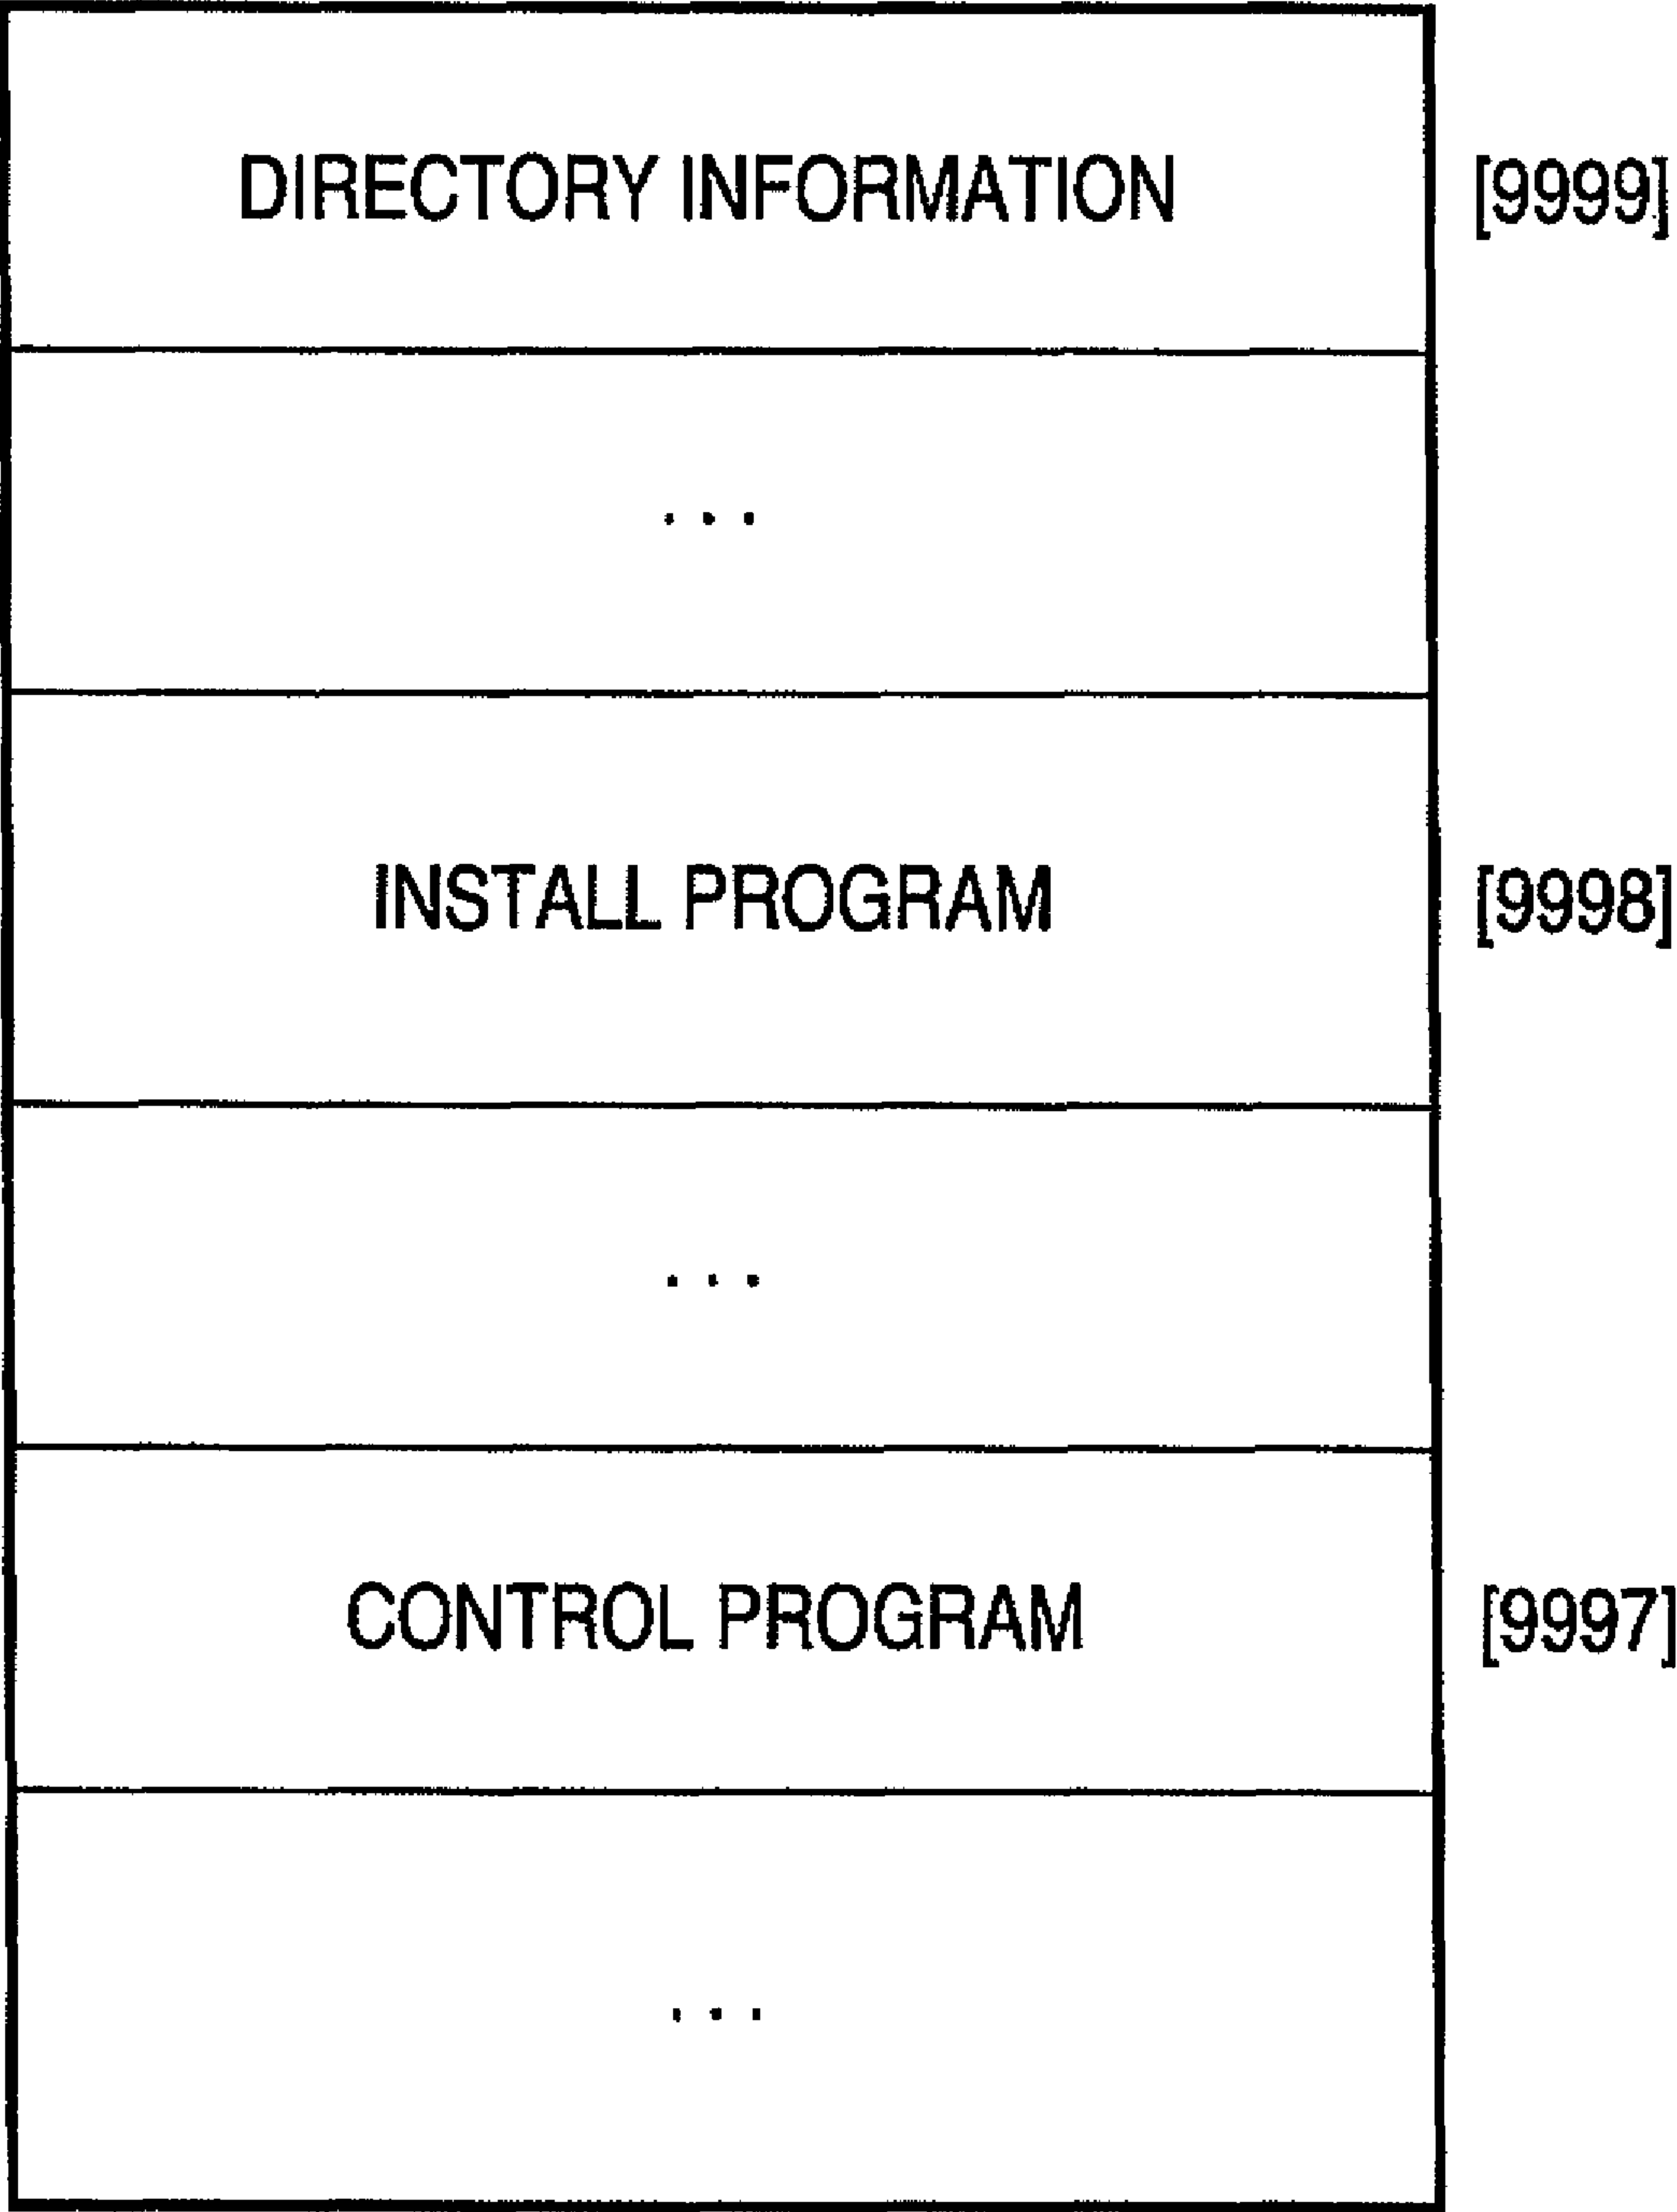 DIRECTORY INFORMATION [9999]
...
INSTALL PROGRAM [9998]
...
CONTROL PROGRAM [9997]
...